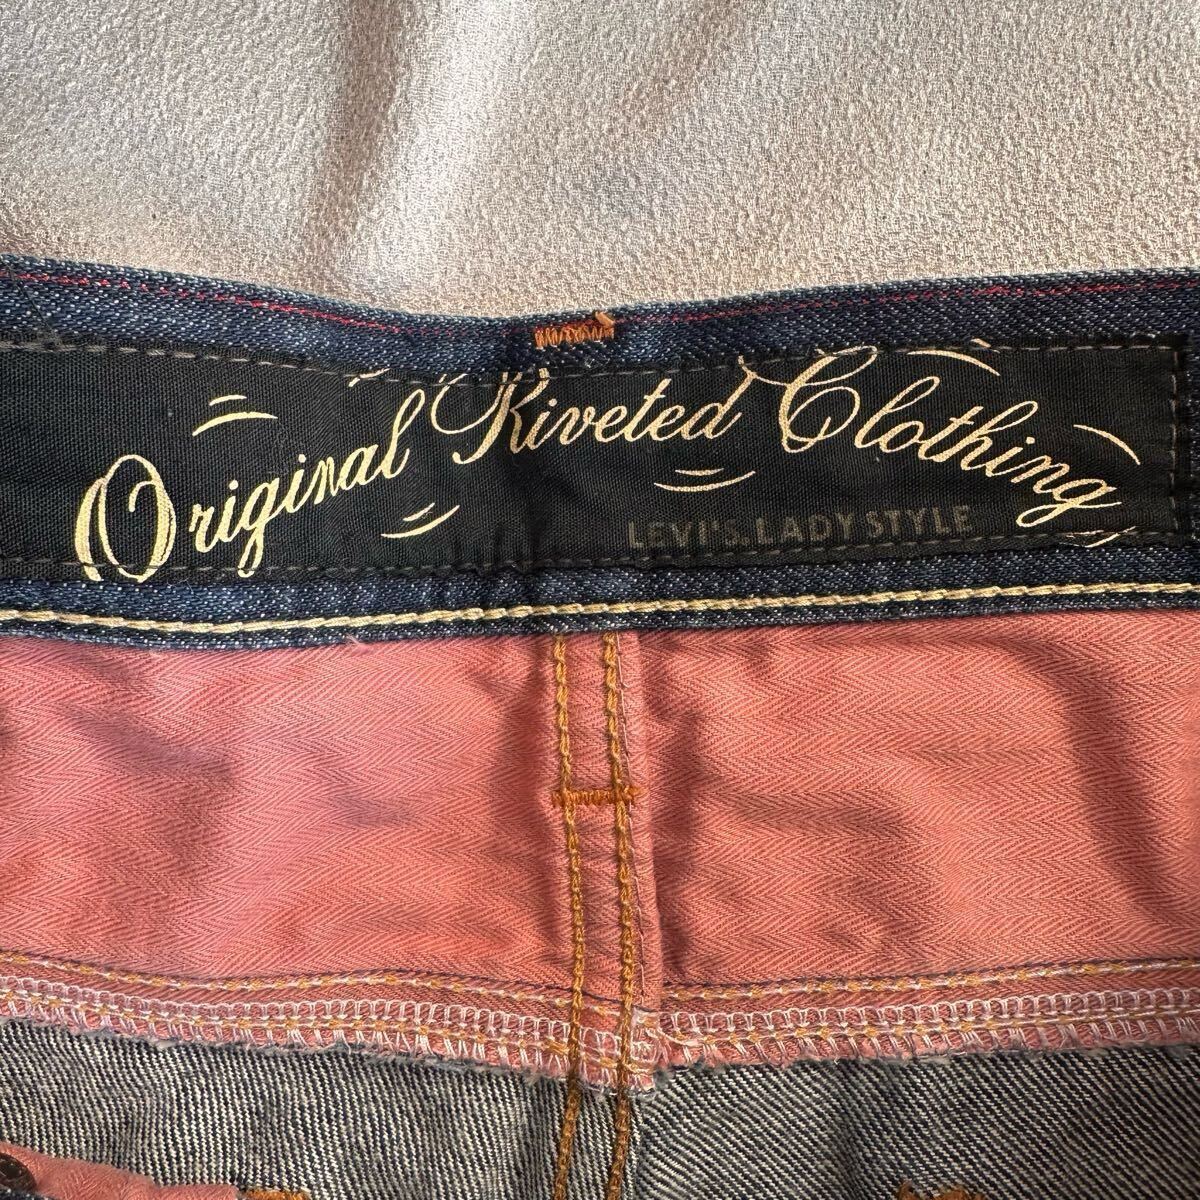 Original Riveted Clothing
LEVI'S. LADY STYLE